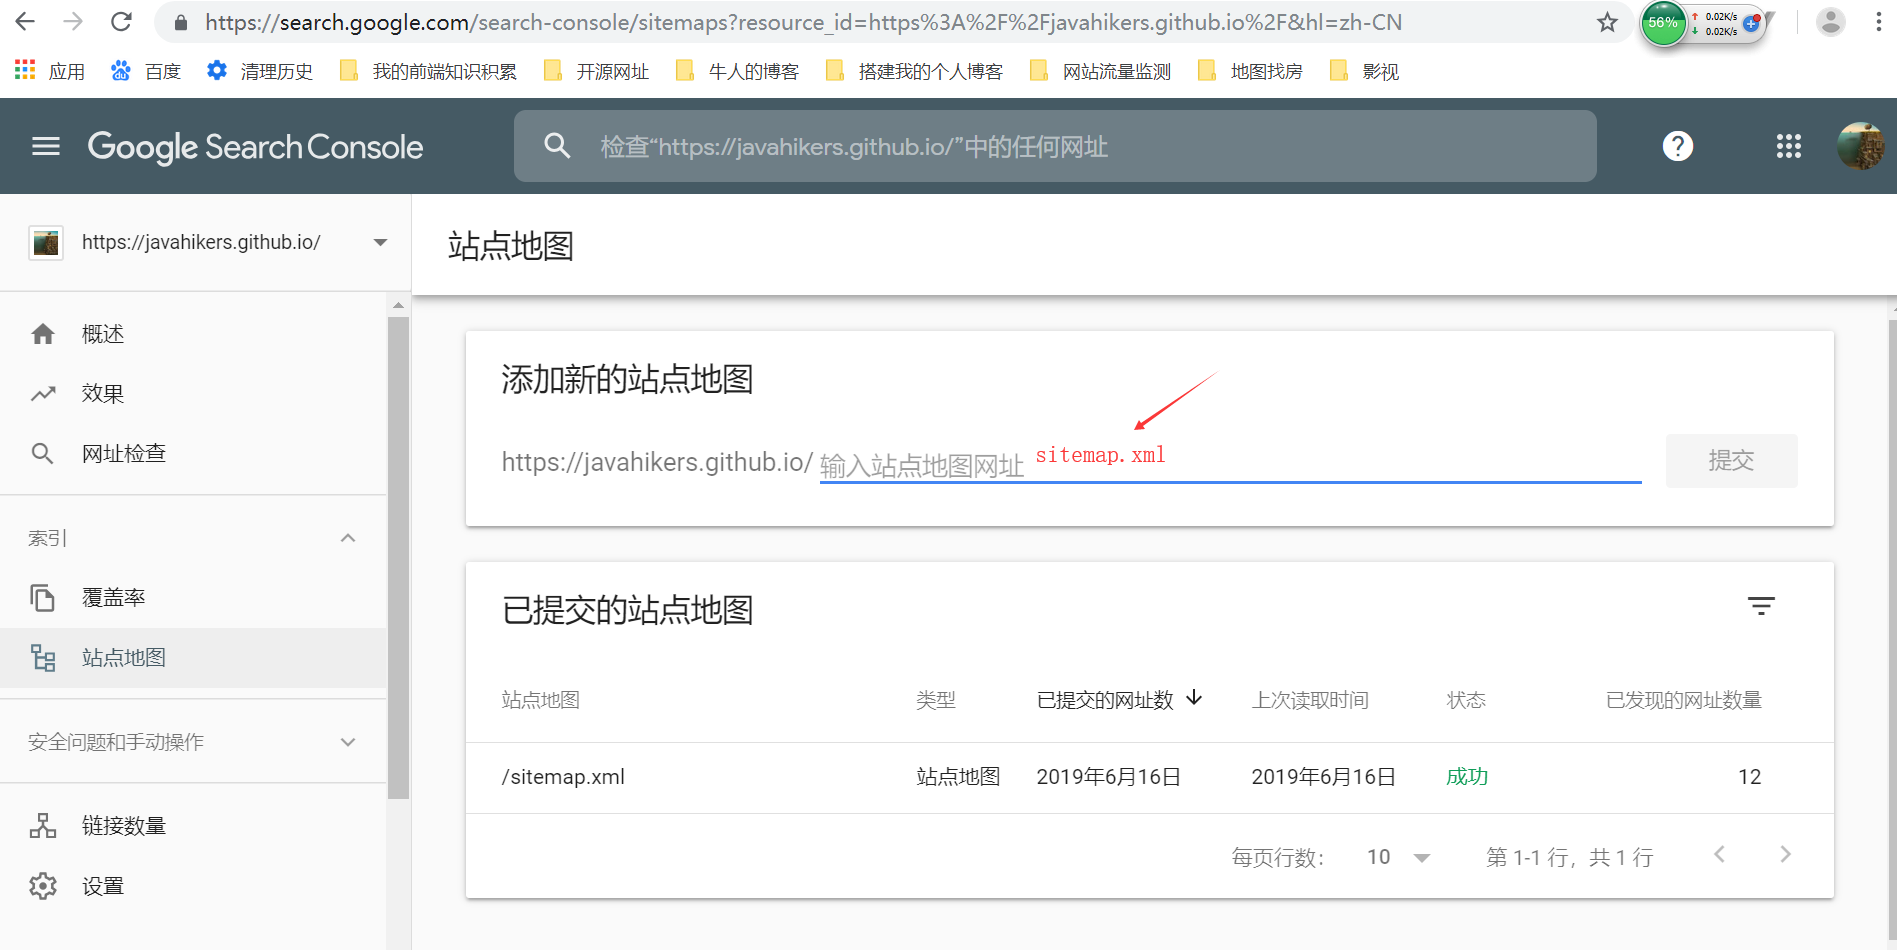 https://search.google.com/search-console/sitemaps?resource_id=https%3A%2F%2Fjavahikers.github.io%2F&hl=zh-CN
56%
0.02K/s
0.02K/s
应用 百度 清理历史 我的前端知识积累 开源网址 牛人的博客 搭建我的个人博客 网站流量监测 地图找房 影视
Google Search Console
检查“https://javahikers.github.io/”中的任何网址
https://javahikers.github.io/
概述
效果
网址检查
索引
覆盖率
站点地图
安全问题和手动操作
链接数量
设置
站点地图
添加新的站点地图
https://javahikers.github.io/ 输入站点地图网址 sitemap.xml 提交
已提交的站点地图
站点地图 类型 已提交的网址数 上次读取时间 状态 已发现的网址数量
/sitemap.xml 站点地图 2019年6月16日 2019年6月16日 成功 12
每页行数： 10 第 1-1 行，共 1 行